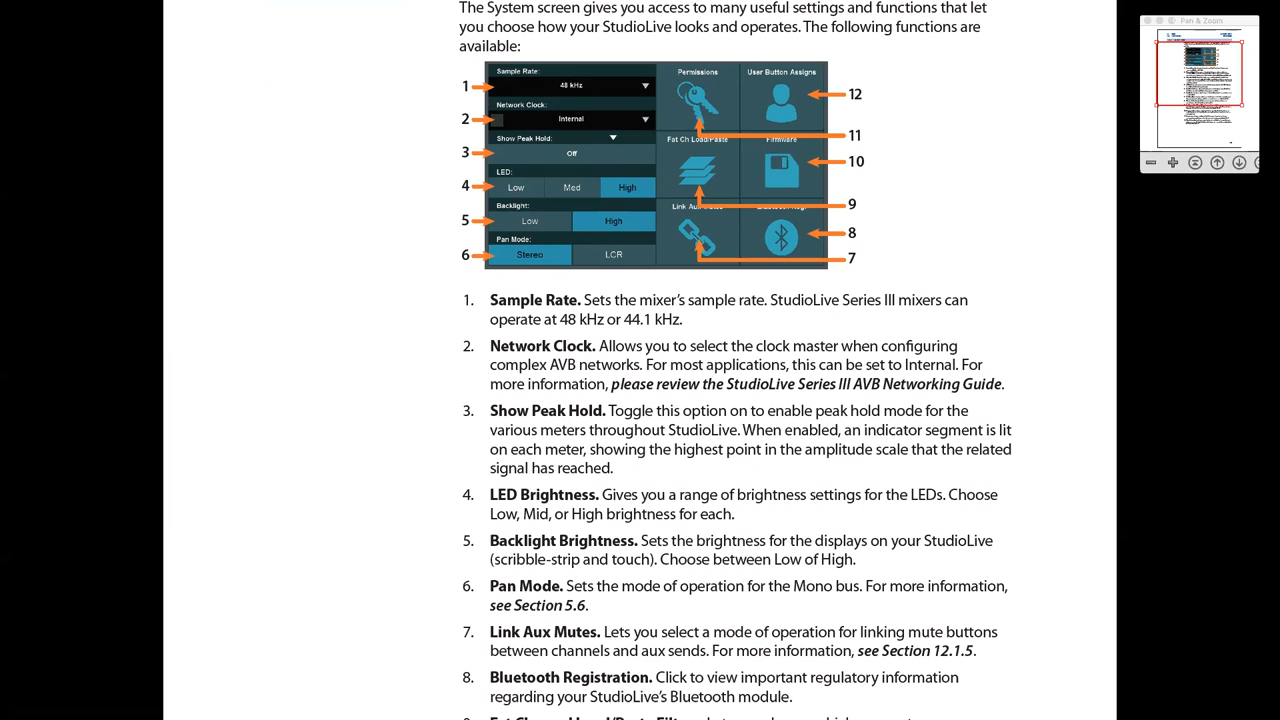 The System screen gives you access to many useful settings and functions that let
you choose how your StudioLive looks and operates. The following functions are
available:
Sample Rate:
48 kHz
Network Clock:
Internal
Show Peak Hold:
Off
LED:
Low Med High
Backlight:
Low High
Pan Mode:
Stereo LCR
Permissions
User Button Assigns
Fat Ch Load/Paste
Firmware
Link Aux Mutes
1
2
3
4
5
6
12
11
10
9
8
7
1. Sample Rate. Sets the mixer’s sample rate. StudioLive Series III mixers can
operate at 48 kHz or 44.1 kHz.
2. Network Clock. Allows you to select the clock master when configuring
complex AVB networks. For most applications, this can be set to Internal. For
more information, please review the StudioLive Series III AVB Networking Guide.
3. Show Peak Hold. Toggle this option on to enable peak hold mode for the
various meters throughout StudioLive. When enabled, an indicator segment is lit
on each meter, showing the highest point in the amplitude scale that the related
signal has reached.
4. LED Brightness. Gives you a range of brightness settings for the LEDs. Choose
Low, Mid, or High brightness for each.
5. Backlight Brightness. Sets the brightness for the displays on your StudioLive
(scribble-strip and touch). Choose between Low of High.
6. Pan Mode. Sets the mode of operation for the Mono bus. For more information,
see Section 5.6.
7. Link Aux Mutes. Lets you select a mode of operation for linking mute buttons
between channels and aux sends. For more information, see Section 12.1.5.
8. Bluetooth Registration. Click to view important regulatory information
regarding your StudioLive’s Bluetooth module.
Pan & Zoom